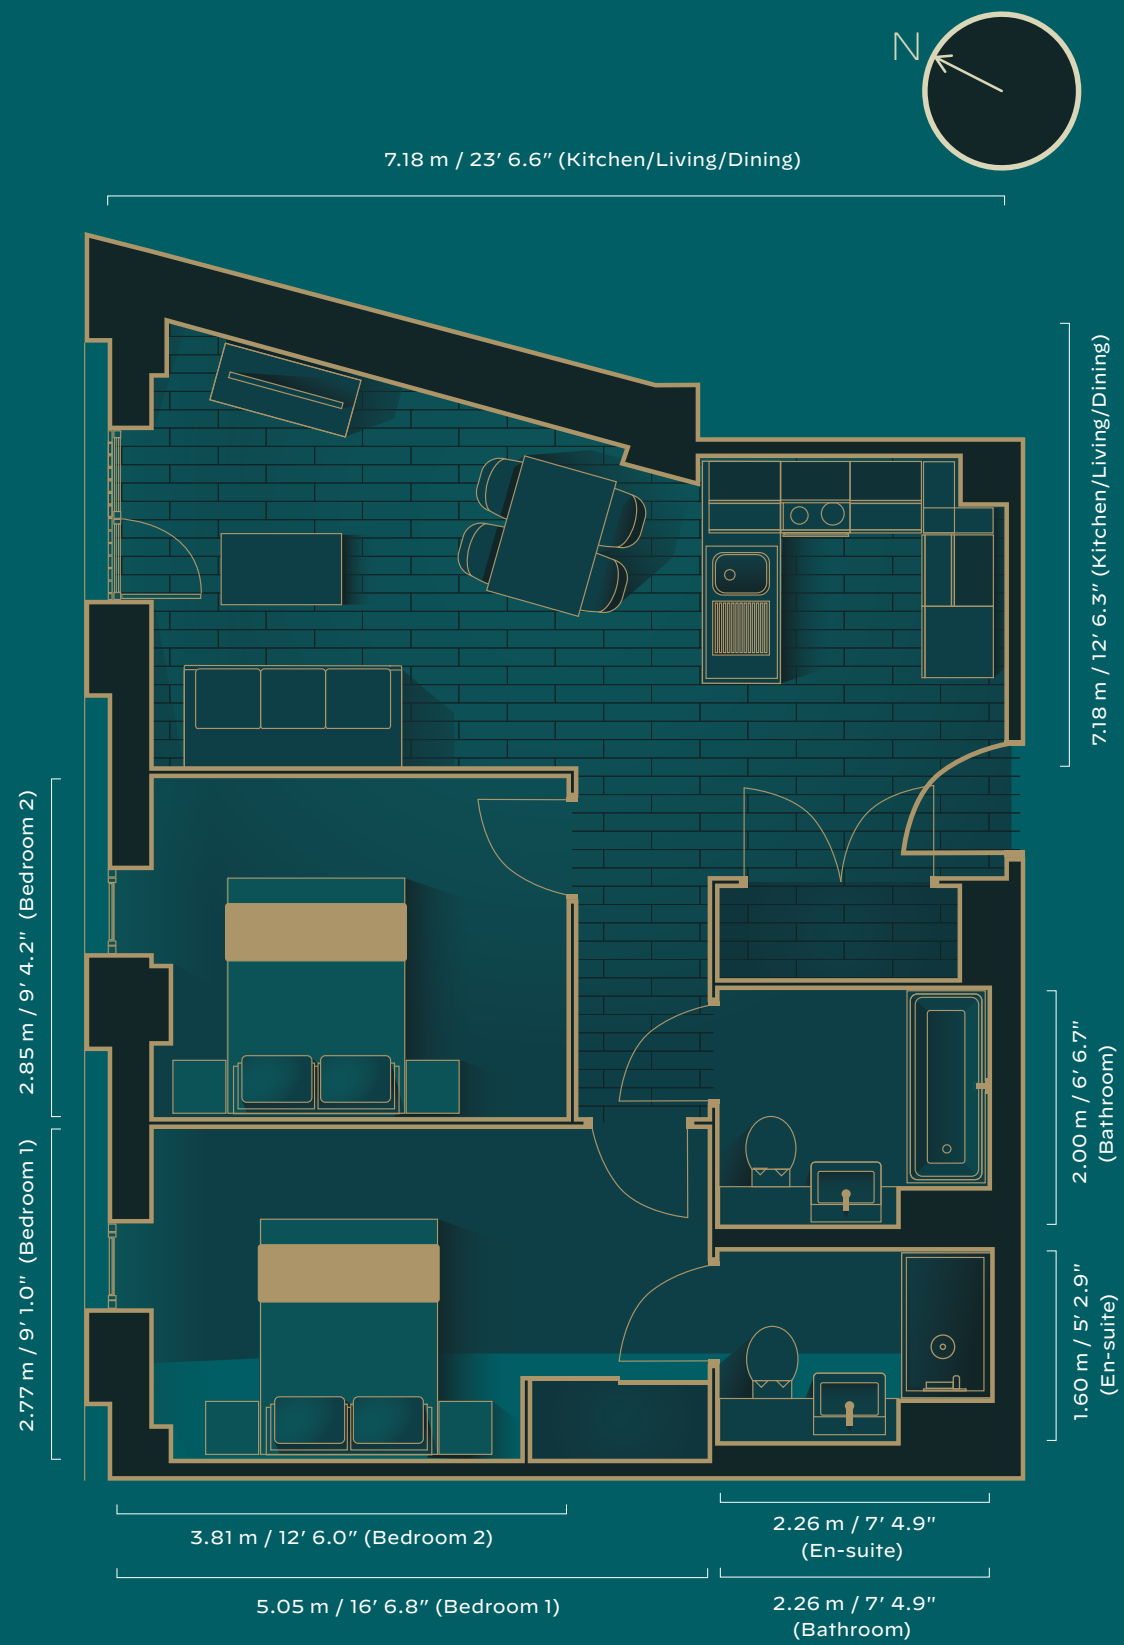 N
7.18 m / 23′ 6.6″ (Kitchen/Living/Dining)
7.18 m / 12′ 6.3″ (Kitchen/Living/Dining)
2.85 m / 9′ 4.2″ (Bedroom 2)
2.00 m / 6′ 6.7″
(Bathroom)
2.77 m / 9′ 1.0″ (Bedroom 1)
1.60 m / 5′ 2.9″
(En-suite)
3.81 m / 12′ 6.0″ (Bedroom 2)
2.26 m / 7′ 4.9″
(En-suite)
5.05 m / 16′ 6.8″ (Bedroom 1)
2.26 m / 7′ 4.9″
(Bathroom)